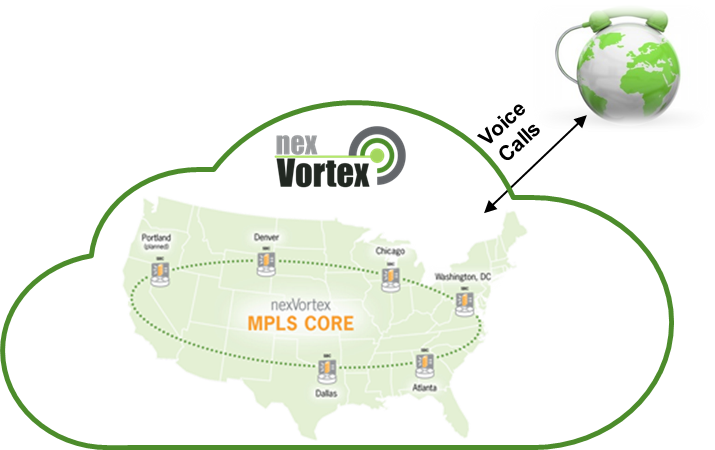 Voice
Calls
nex
Vortex
Portland
(planned)
Denver
Chicago
Washington, DC
nexVortex
MPLS CORE
Dallas
Atlanta